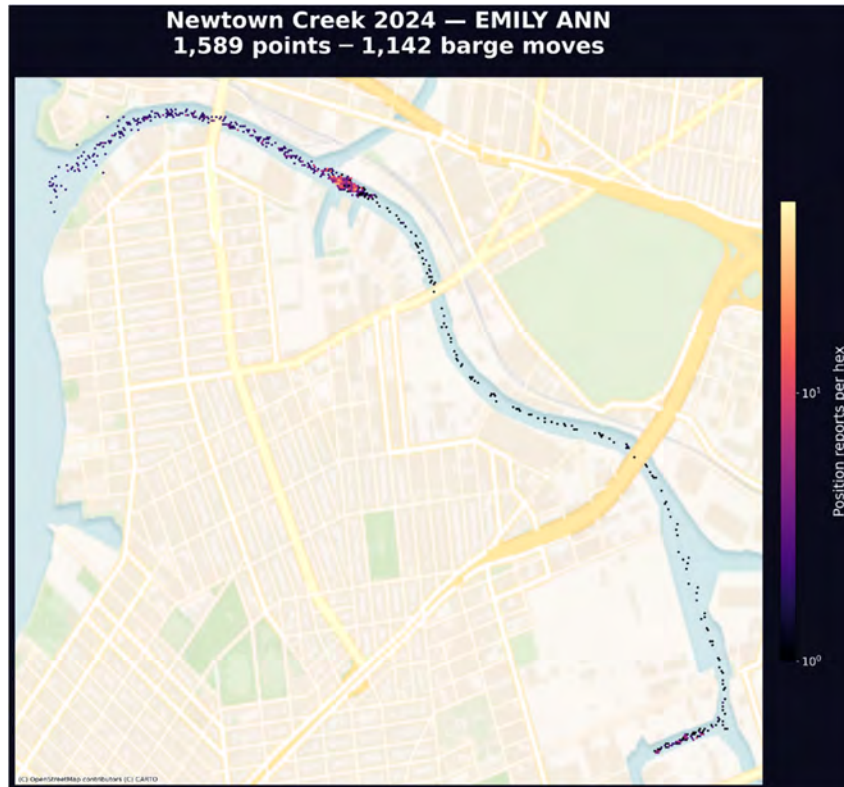 Newtown Creek 2024 — EMILY ANN
1,589 points – 1,142 barge moves
Position reports per hex
10¹
10⁰
(C) OpenStreetMap contributors (C) CARTO